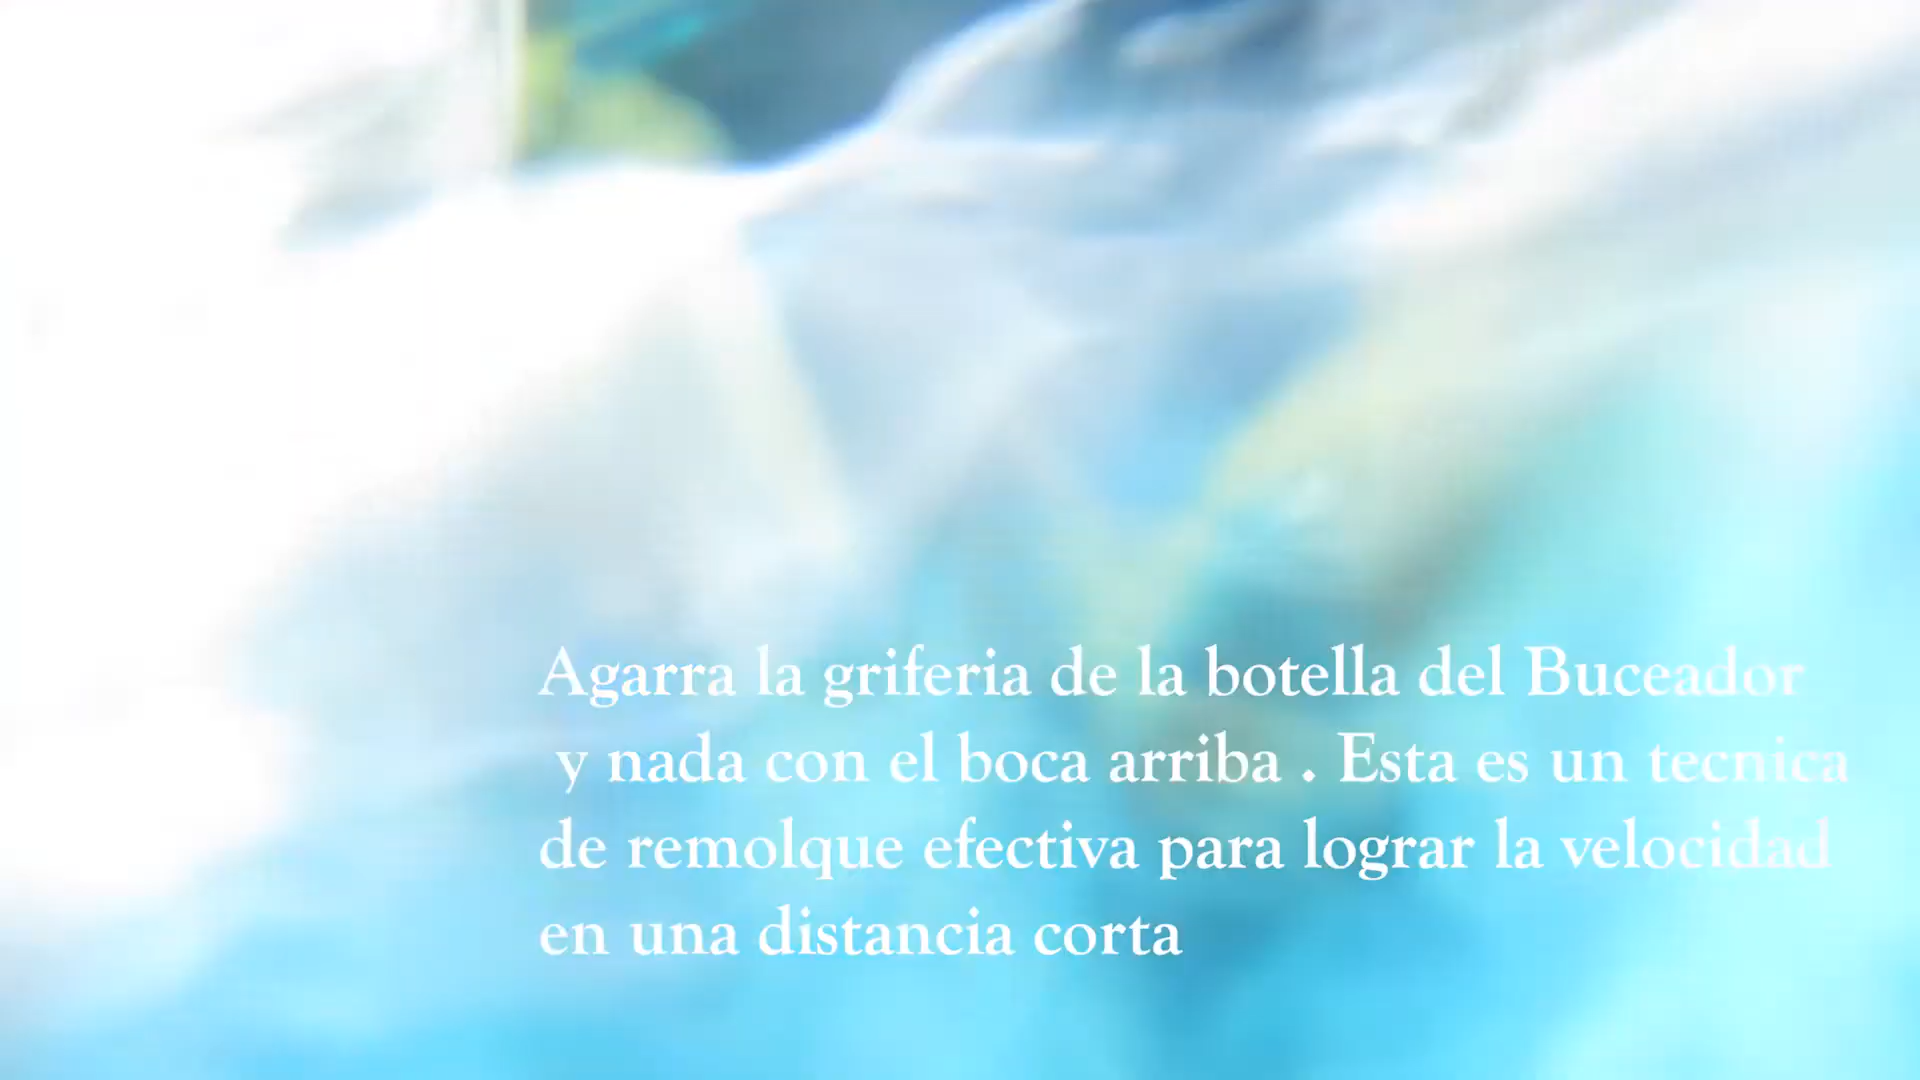 Agarra la griferia de la botella del Buceador
y nada con el boca arriba . Esta es un tecnica
de remolque efectiva para lograr la velocidad
en una distancia corta